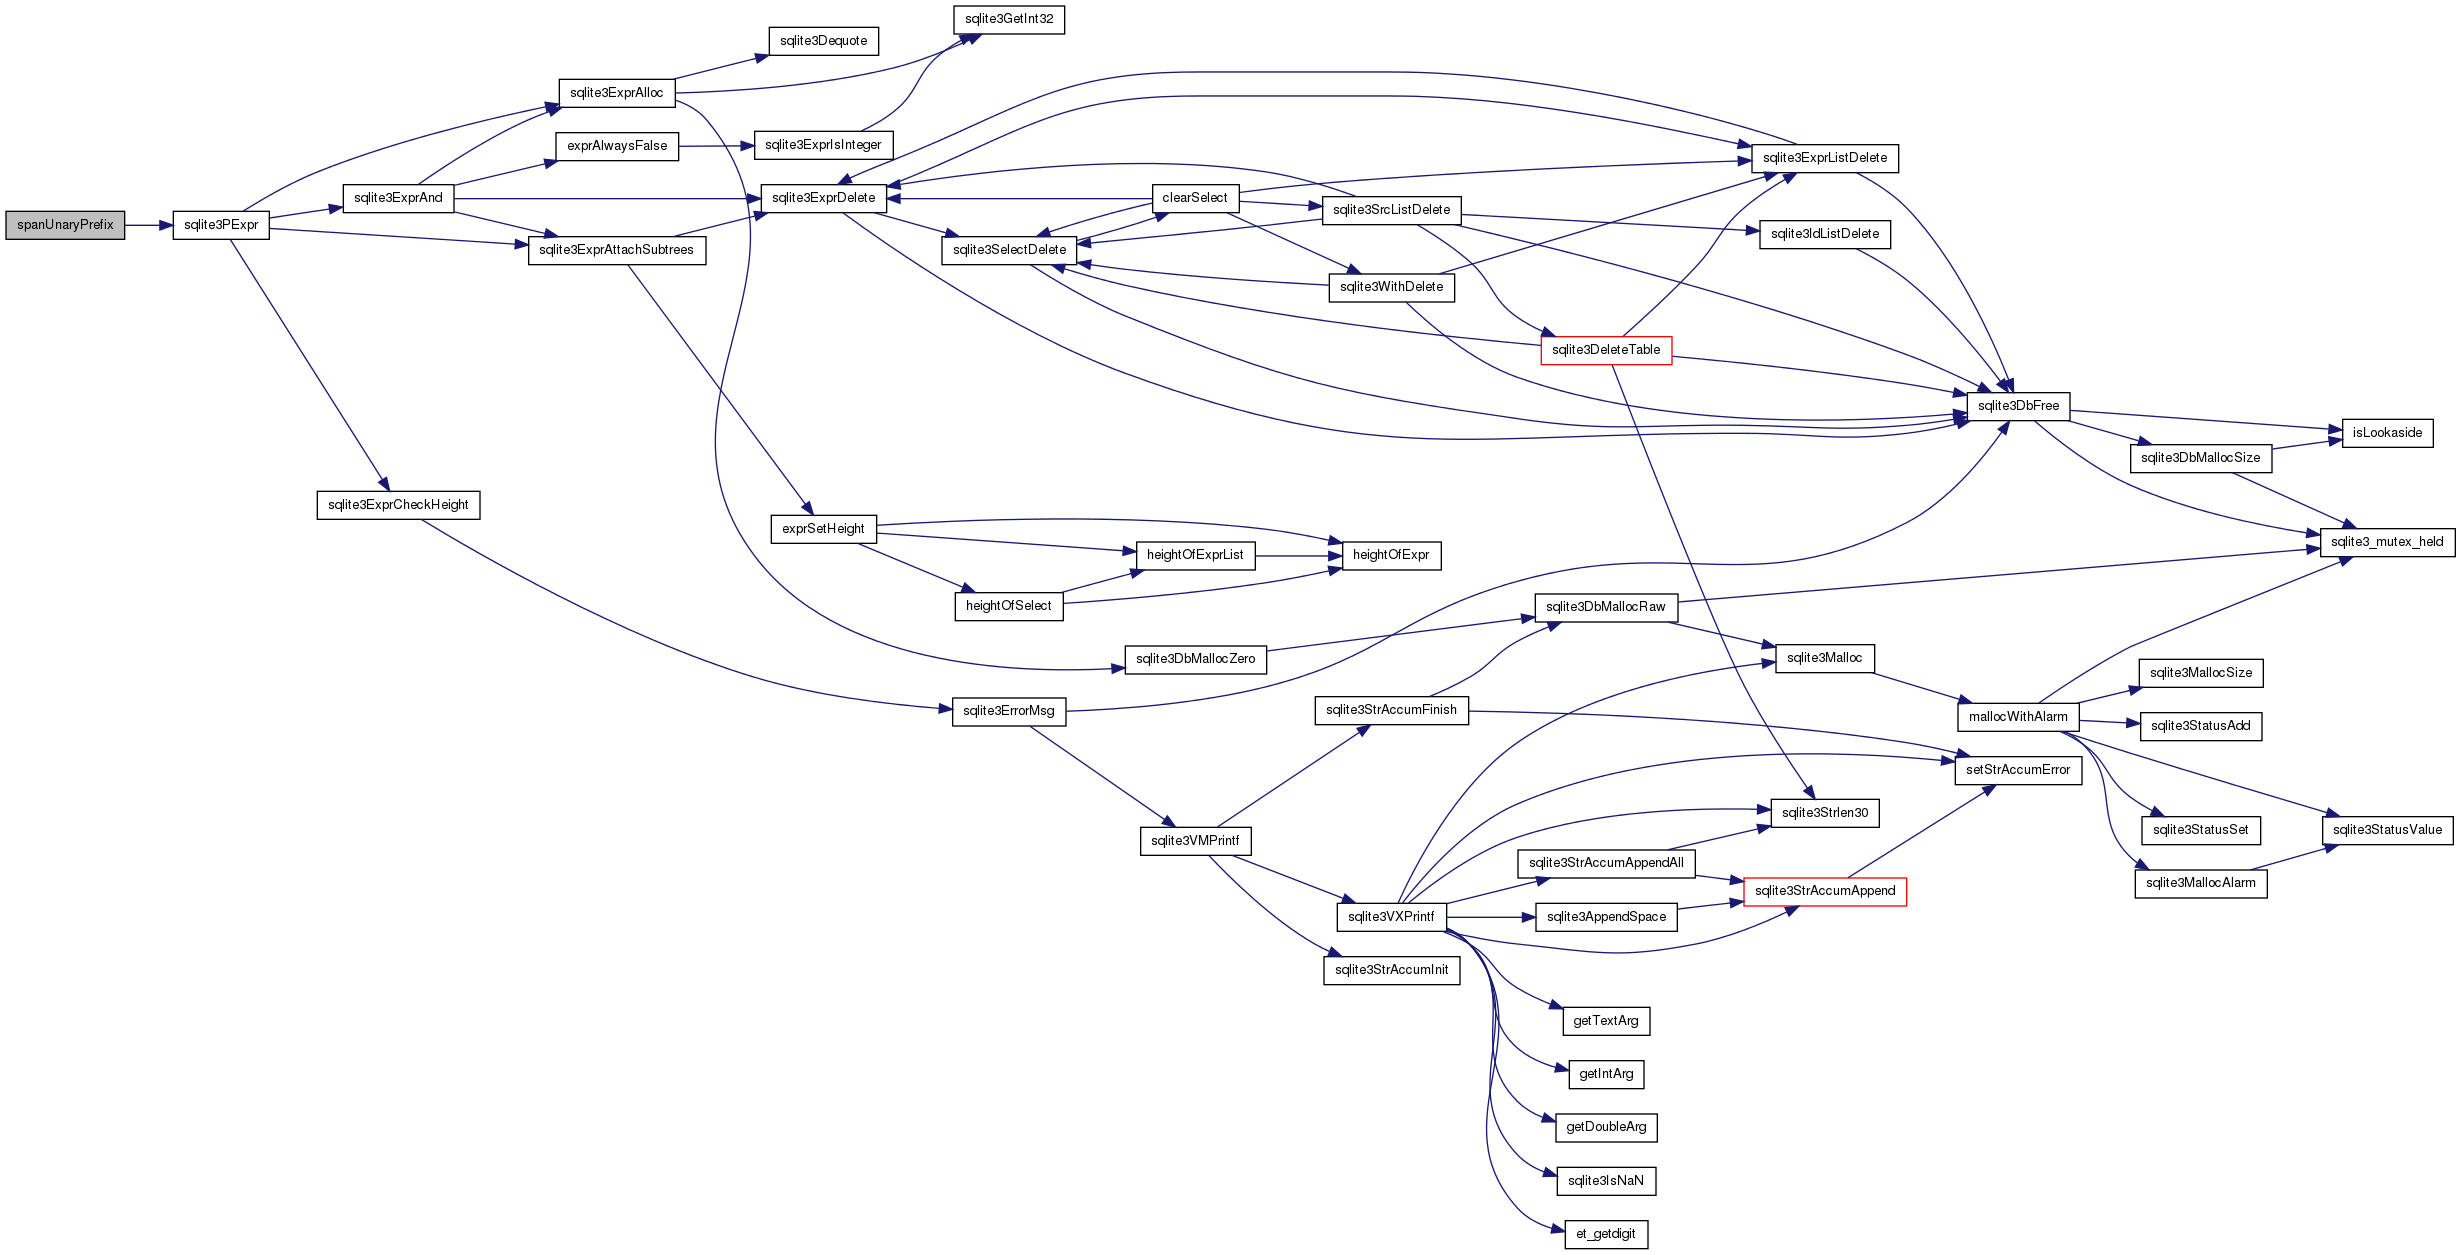 spanUnaryPrefix
sqlite3PExpr
sqlite3ExprAnd
sqlite3ExprCheckHeight
sqlite3ExprAlloc
exprAlwaysFalse
sqlite3ExprAttachSubtrees
sqlite3Dequote
sqlite3ExprIsInteger
sqlite3ExprDelete
exprSetHeight
sqlite3GetInt32
sqlite3SelectDelete
heightOfSelect
sqlite3ErrorMsg
clearSelect
heightOfExprList
sqlite3DbMallocZero
sqlite3VMPrintf
sqlite3SrcListDelete
sqlite3WithDelete
heightOfExpr
sqlite3StrAccumFinish
sqlite3VXPrintf
sqlite3StrAccumInit
sqlite3DeleteTable
sqlite3DbMallocRaw
sqlite3StrAccumAppendAll
sqlite3AppendSpace
getTextArg
getIntArg
getDoubleArg
sqlite3IsNaN
et_getdigit
sqlite3ExprListDelete
sqlite3IdListDelete
sqlite3Malloc
sqlite3Strlen30
sqlite3StrAccumAppend
sqlite3DbFree
mallocWithAlarm
setStrAccumError
sqlite3DbMallocSize
sqlite3MallocSize
sqlite3StatusAdd
sqlite3StatusSet
sqlite3MallocAlarm
isLookaside
sqlite3_mutex_held
sqlite3StatusValue